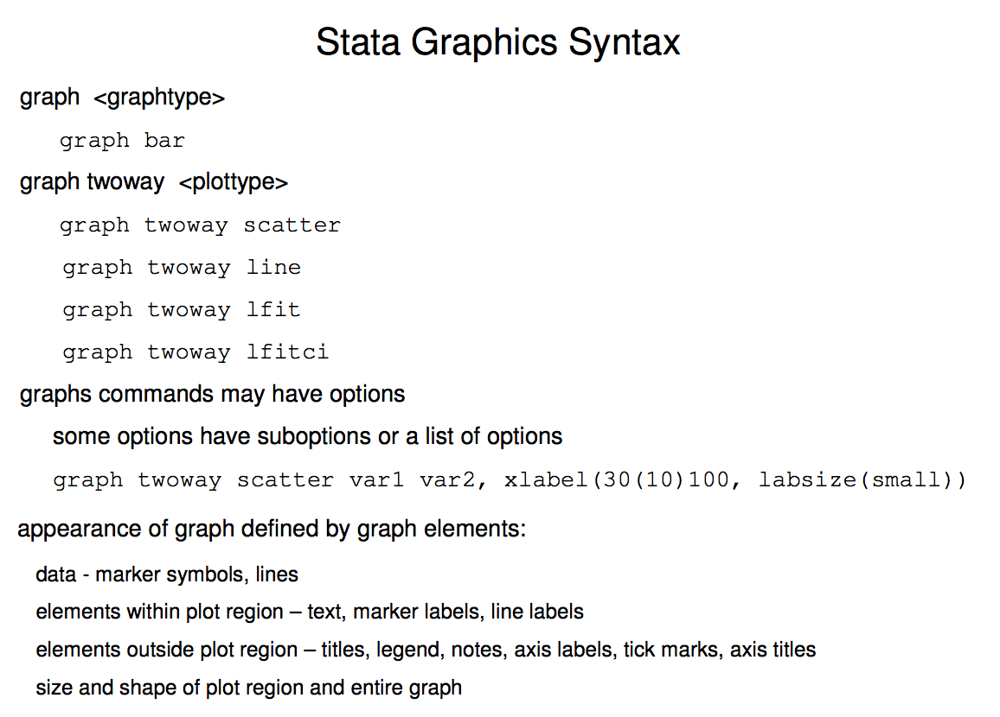 Stata Graphics Syntax
graph <graphtype>
graph bar
graph twoway <plottype>
graph twoway scatter
graph twoway line
graph twoway lfit
graph twoway lfitci
graphs commands may have options
some options have suboptions or a list of options
graph twoway scatter var1 var2, xlabel(30(10)100, labsize(small))
appearance of graph defined by graph elements:
data - marker symbols, lines
elements within plot region – text, marker labels, line labels
elements outside plot region – titles, legend, notes, axis labels, tick marks, axis titles
size and shape of plot region and entire graph